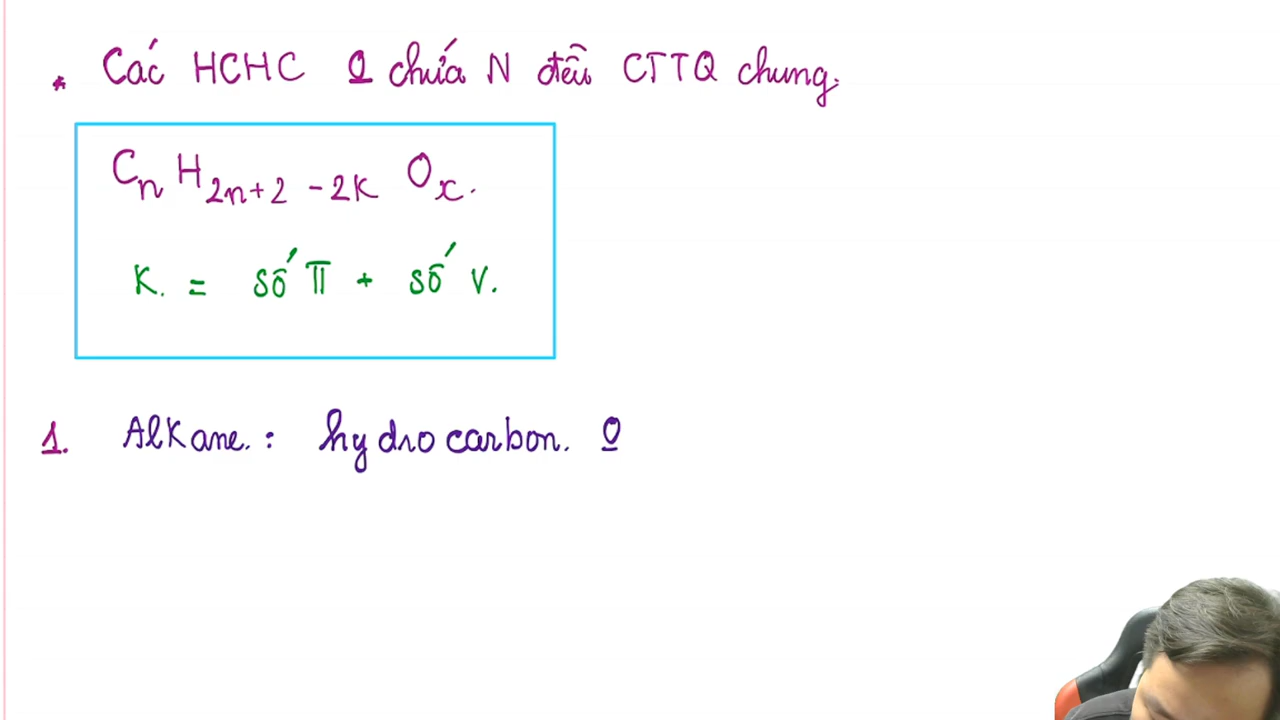 * Các HCHC O̲ chứa N đều CTTQ chung.
CnH2n+2-2K Ox.
K. = số π + số V.
1. Alkane. : hydrocarbon. O̲